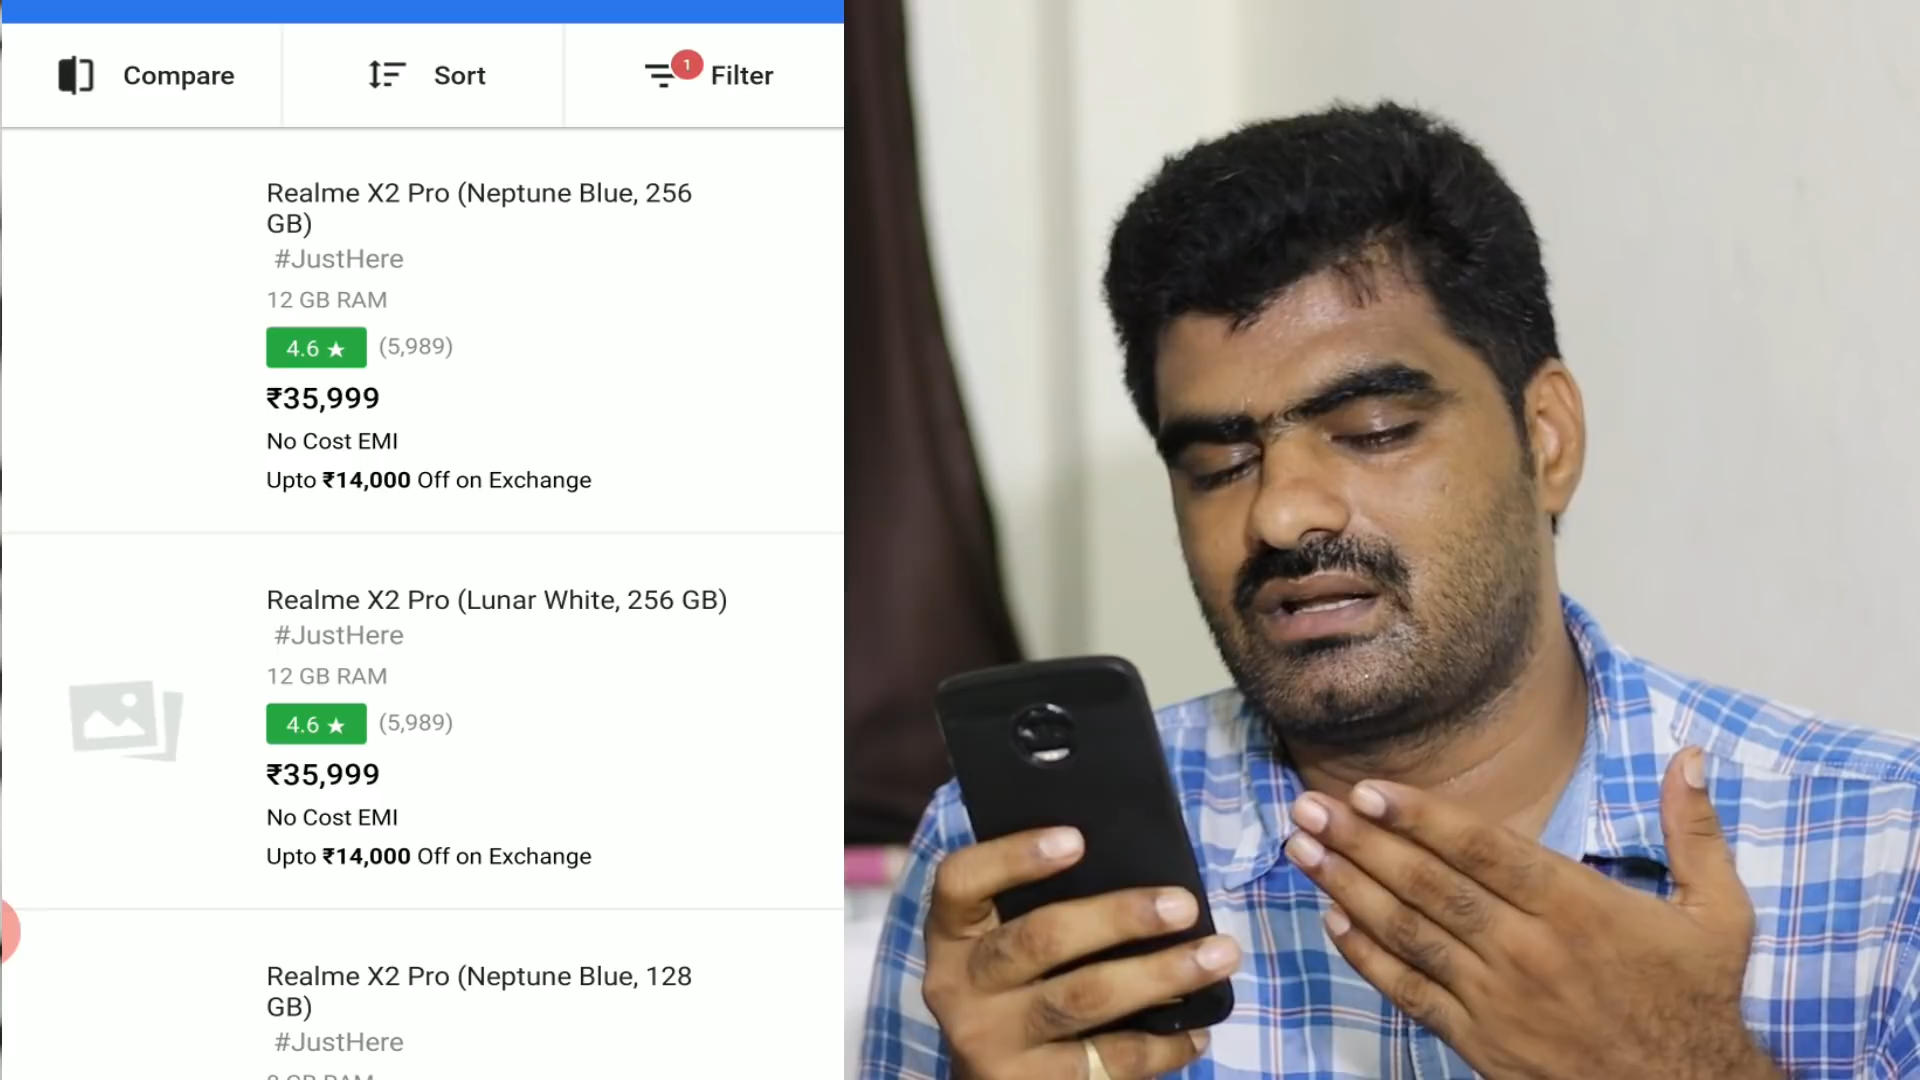 Compare
Sort
1
Filter
Realme X2 Pro (Neptune Blue, 256
GB)
#JustHere
12 GB RAM
4.6 ★ (5,989)
₹35,999
No Cost EMI
Upto ₹14,000 Off on Exchange
Realme X2 Pro (Lunar White, 256 GB)
#JustHere
12 GB RAM
4.6 ★ (5,989)
₹35,999
No Cost EMI
Upto ₹14,000 Off on Exchange
Realme X2 Pro (Neptune Blue, 128
GB)
#JustHere
8 GB RAM